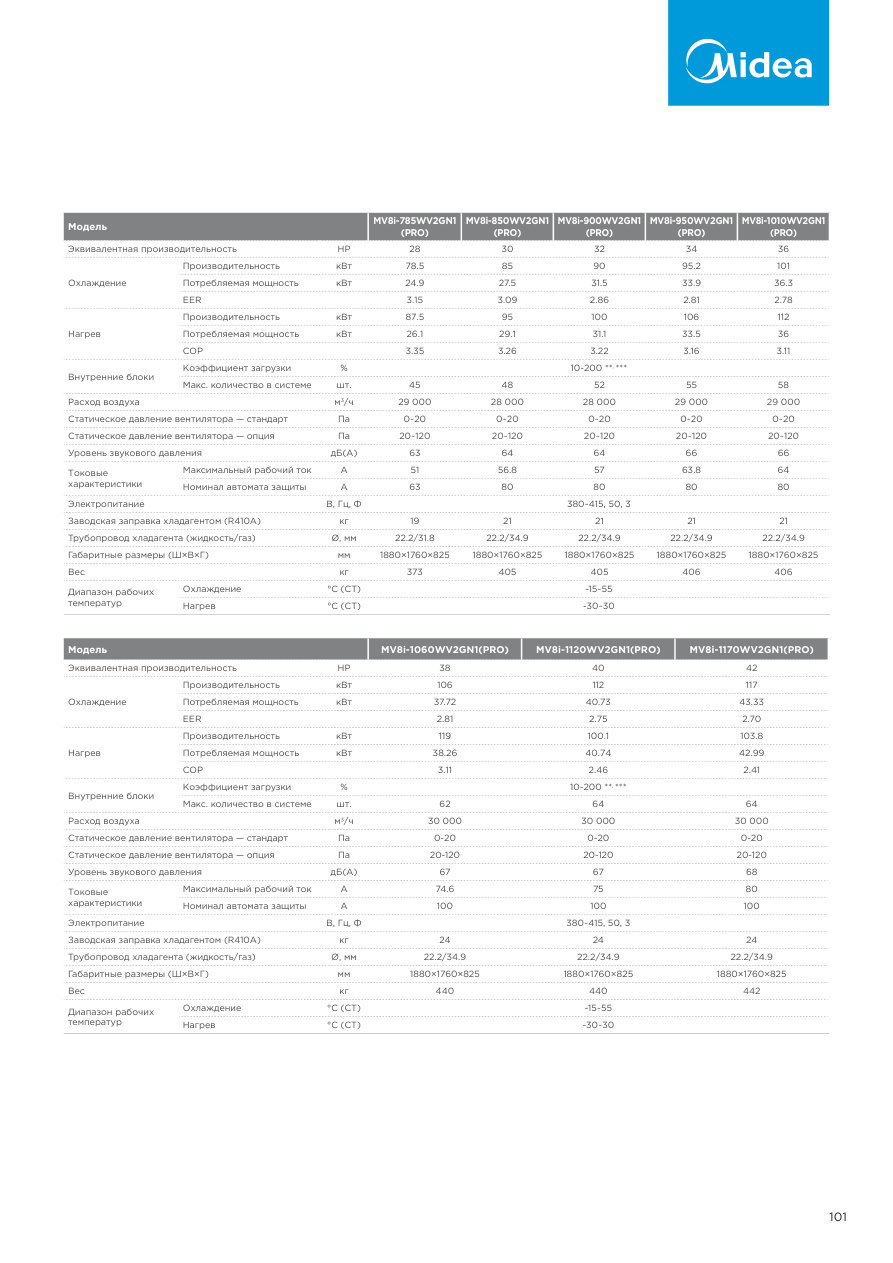 Midea
Модель MV8i-785WV2GN1 (PRO) MV8i-850WV2GN1 (PRO) MV8i-900WV2GN1 (PRO) MV8i-950WV2GN1 (PRO) MV8i-1010WV2GN1 (PRO)
Эквивалентная производительность HP 28 30 32 34 36
Охлаждение
Производительность кВт 78.5 85 90 95.2 101
Потребляемая мощность кВт 24.9 27.5 31.5 33.9 36.3
EER 3.15 3.09 2.86 2.81 2.78
Нагрев
Производительность кВт 87.5 95 100 106 112
Потребляемая мощность кВт 26.1 29.1 31.1 33.5 36
COP 3.35 3.26 3.22 3.16 3.11
Внутренние блоки
Коэффициент загрузки % 10-200 **, ***
Макс. количество в системе шт. 45 48 52 55 58
Расход воздуха м³/ч 29 000 28 000 28 000 29 000 29 000
Статическое давление вентилятора — стандарт Па 0~20 0~20 0~20 0~20 0~20
Статическое давление вентилятора — опция Па 20~120 20~120 20~120 20~120 20~120
Уровень звукового давления дБ(А) 63 64 64 66 66
Токовые характеристики
Максимальный рабочий ток А 51 56.8 57 63.8 64
Номинал автомата защиты А 63 80 80 80 80
Электропитание В, Гц, Ф 380~415, 50, 3
Заводская заправка хладагентом (R410A) кг 19 21 21 21 21
Трубопровод хладагента (жидкость/газ) Ø, мм 22.2/31.8 22.2/34.9 22.2/34.9 22.2/34.9 22.2/34.9
Габаритные размеры (Ш×В×Г) мм 1880×1760×825 1880×1760×825 1880×1760×825 1880×1760×825 1880×1760×825
Вес кг 373 405 405 406 406
Диапазон рабочих температур
Охлаждение °С (СТ) -15~55
Нагрев °С (СТ) -30~30
Модель MV8i-1060WV2GN1(PRO) MV8i-1120WV2GN1(PRO) MV8i-1170WV2GN1(PRO)
Эквивалентная производительность HP 38 40 42
Охлаждение
Производительность кВт 106 112 117
Потребляемая мощность кВт 37.72 40.73 43.33
EER 2.81 2.75 2.70
Нагрев
Производительность кВт 119 100.1 103.8
Потребляемая мощность кВт 38.26 40.74 42.99
COP 3.11 2.46 2.41
Внутренние блоки
Коэффициент загрузки % 10-200 **, ***
Макс. количество в системе шт. 62 64 64
Расход воздуха м³/ч 30 000 30 000 30 000
Статическое давление вентилятора — стандарт Па 0-20 0-20 0-20
Статическое давление вентилятора — опция Па 20-120 20-120 20-120
Уровень звукового давления дБ(А) 67 67 68
Токовые характеристики
Максимальный рабочий ток А 74.6 75 80
Номинал автомата защиты А 100 100 100
Электропитание В, Гц, Ф 380~415, 50, 3
Заводская заправка хладагентом (R410A) кг 24 24 24
Трубопровод хладагента (жидкость/газ) Ø, мм 22.2/34.9 22.2/34.9 22.2/34.9
Габаритные размеры (Ш×В×Г) мм 1880×1760×825 1880×1760×825 1880×1760×825
Вес кг 440 440 442
Диапазон рабочих температур
Охлаждение °С (СТ) -15~55
Нагрев °С (СТ) -30~30
101